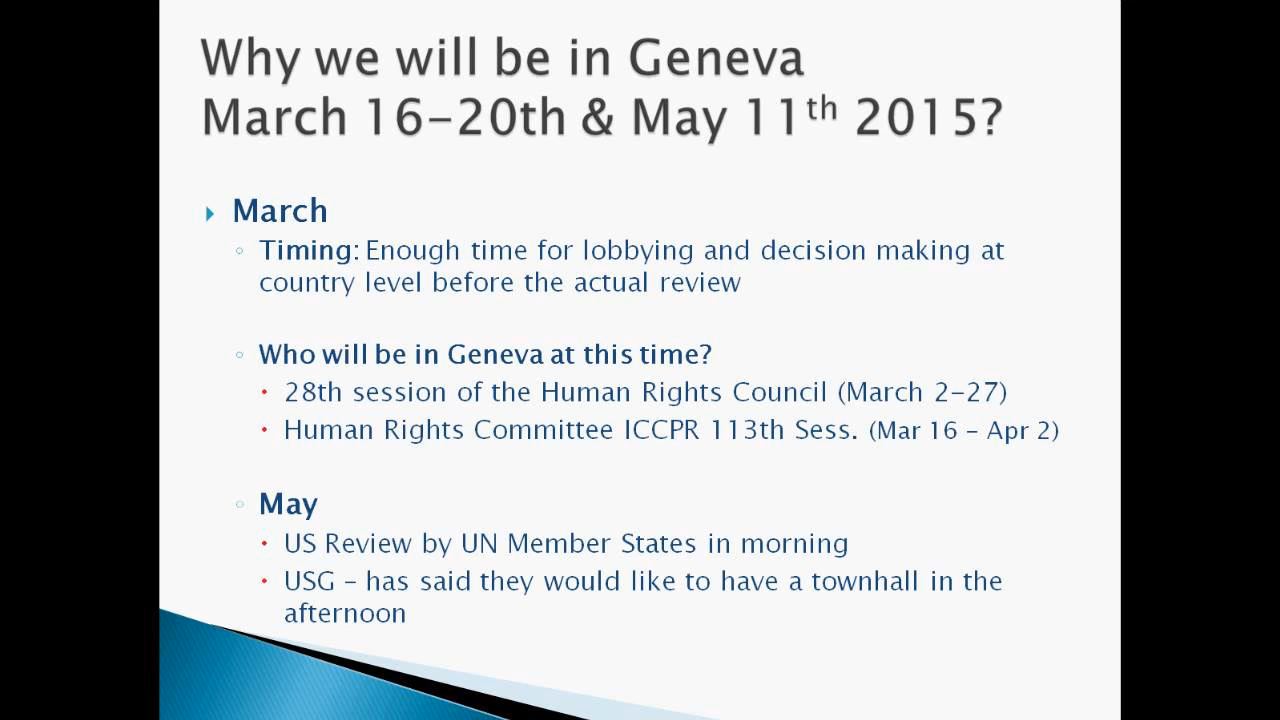 Why we will be in Geneva
March 16-20th & May 11th 2015?
March
Timing: Enough time for lobbying and decision making at
country level before the actual review
Who will be in Geneva at this time?
28th session of the Human Rights Council (March 2-27)
Human Rights Committee ICCPR 113th Sess. (Mar 16 – Apr 2)
May
US Review by UN Member States in morning
USG – has said they would like to have a townhall in the
afternoon